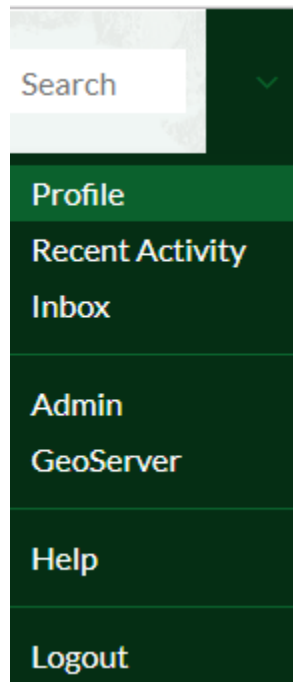 Search
Profile
Recent Activity
Inbox
Admin
GeoServer
Help
Logout